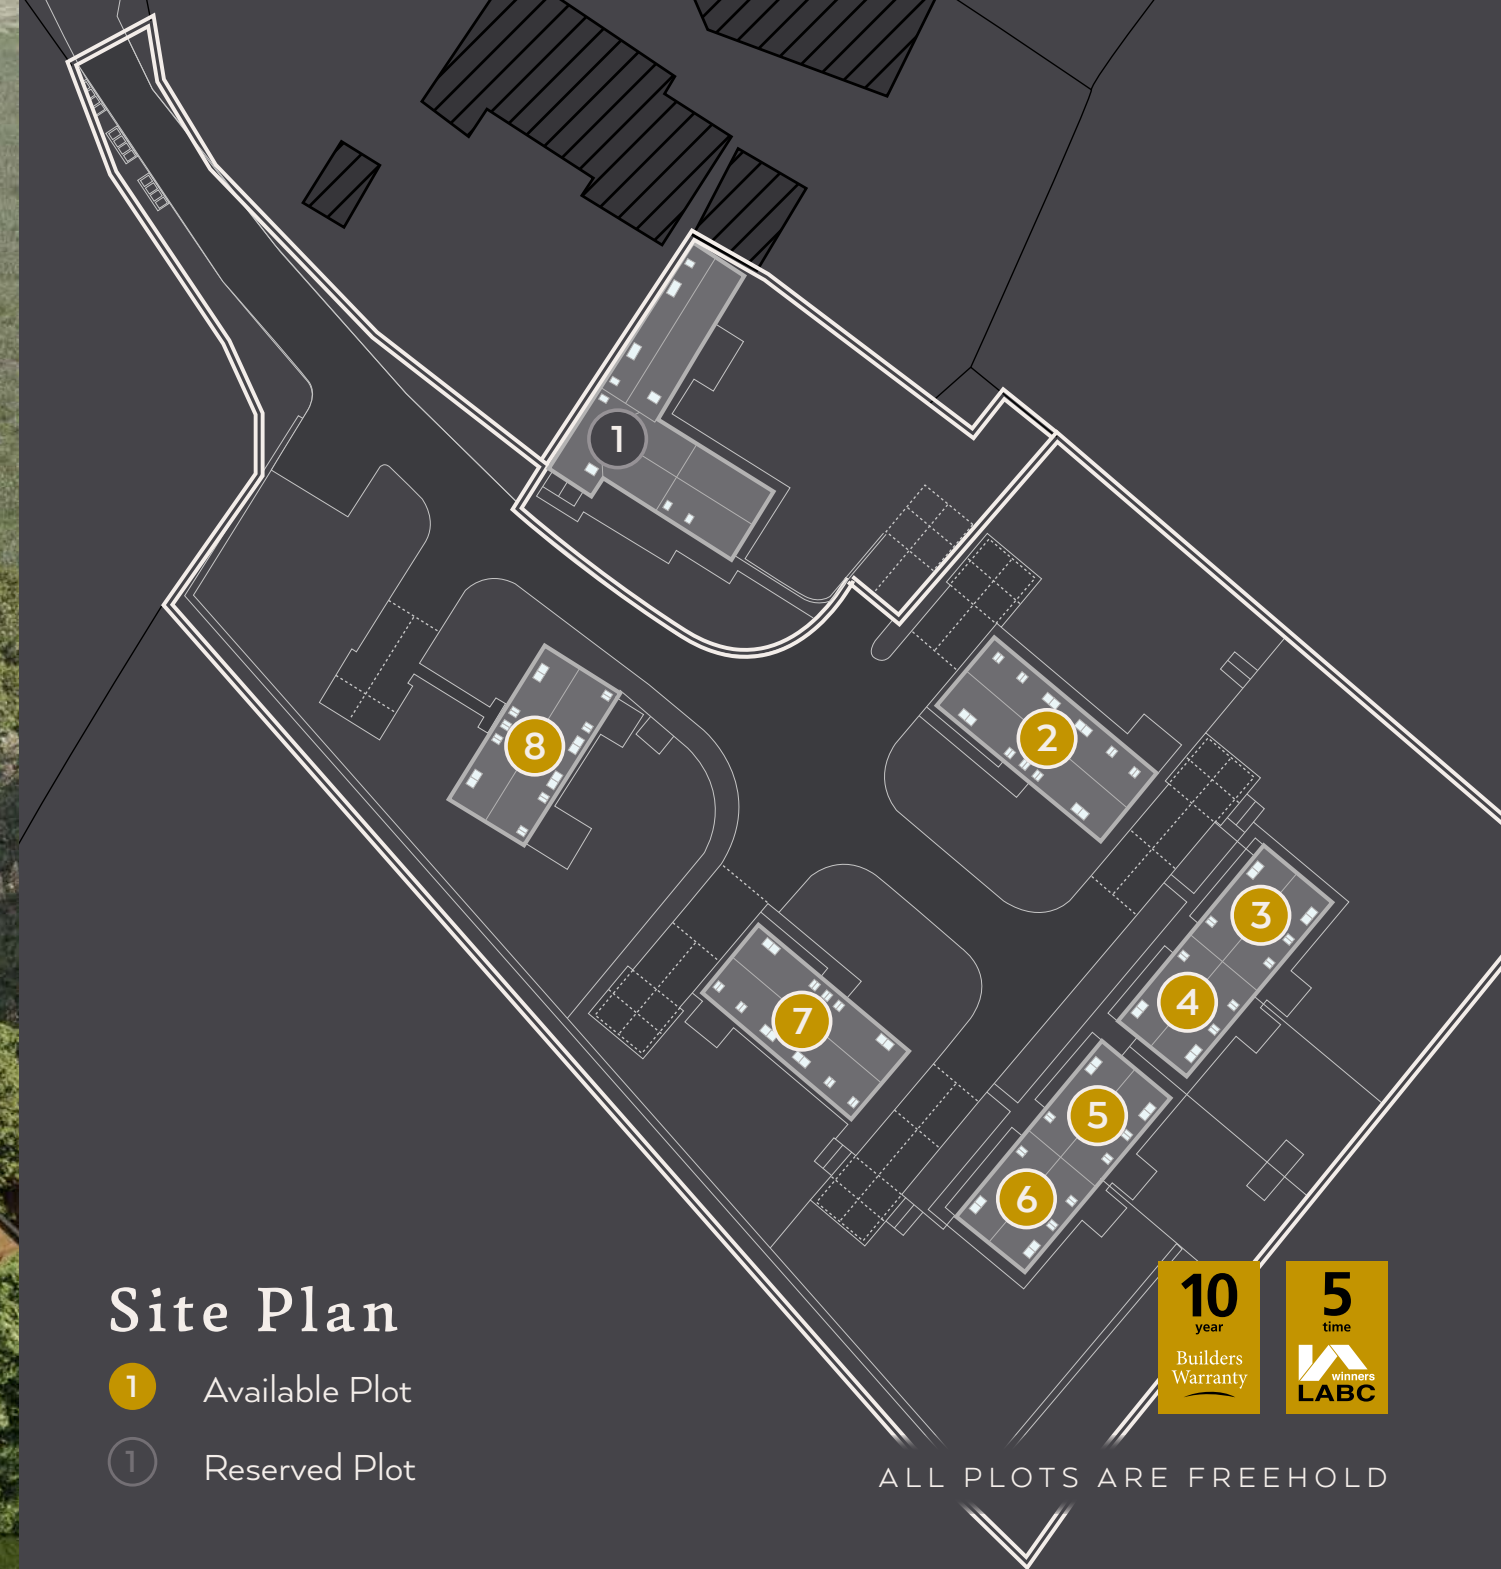 1
2
8
3
4
7
5
6
Site Plan
1 Available Plot
1 Reserved Plot
10
year
Builders
Warranty
5
time
winners
LABC
ALL PLOTS ARE FREEHOLD